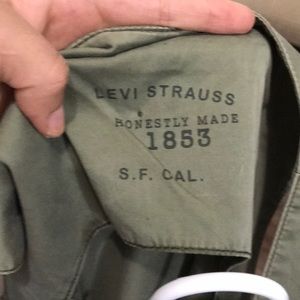 LEVI STRAUSS
HONESTLY MADE
1853
S.F. CAL.